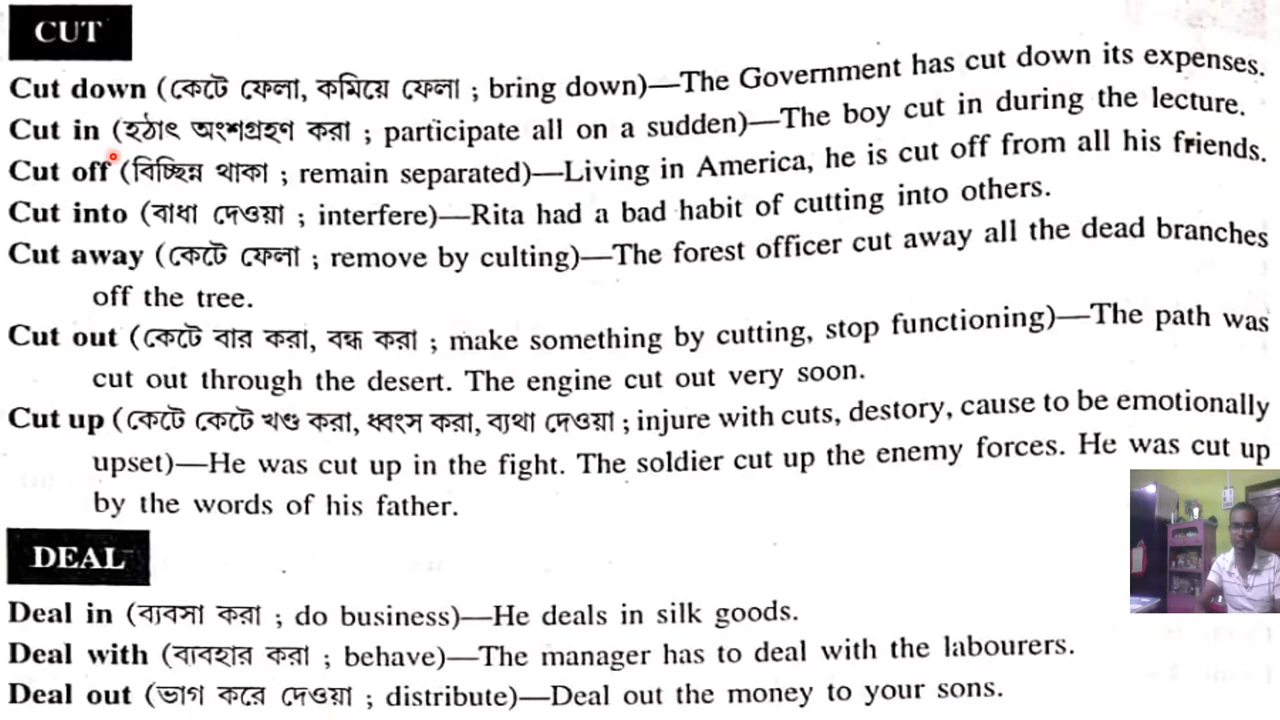 CUT
Cut down (কেটে ফেলা, কমিয়ে ফেলা ; bring down)—The Government has cut down its expenses.
Cut in (হঠাৎ অংশগ্রহণ করা ; participate all on a sudden)—The boy cut in during the lecture.
Cut off (বিচ্ছিন্ন থাকা ; remain separated)—Living in America, he is cut off from all his friends.
Cut into (বাধা দেওয়া ; interfere)—Rita had a bad habit of cutting into others.
Cut away (কেটে ফেলা ; remove by culting)—The forest officer cut away all the dead branches
off the tree.
Cut out (কেটে বার করা, বন্ধ করা ; make something by cutting, stop functioning)—The path was
cut out through the desert. The engine cut out very soon.
Cut up (কেটে কেটে খণ্ড করা, ধ্বংস করা, ব্যথা দেওয়া ; injure with cuts, destory, cause to be emotionally
upset)—He was cut up in the fight. The soldier cut up the enemy forces. He was cut up
by the words of his father.
DEAL
Deal in (ব্যবসা করা ; do business)—He deals in silk goods.
Deal with (ব্যবহার করা ; behave)—The manager has to deal with the labourers.
Deal out (ভাগ করে দেওয়া ; distribute)—Deal out the money to your sons.